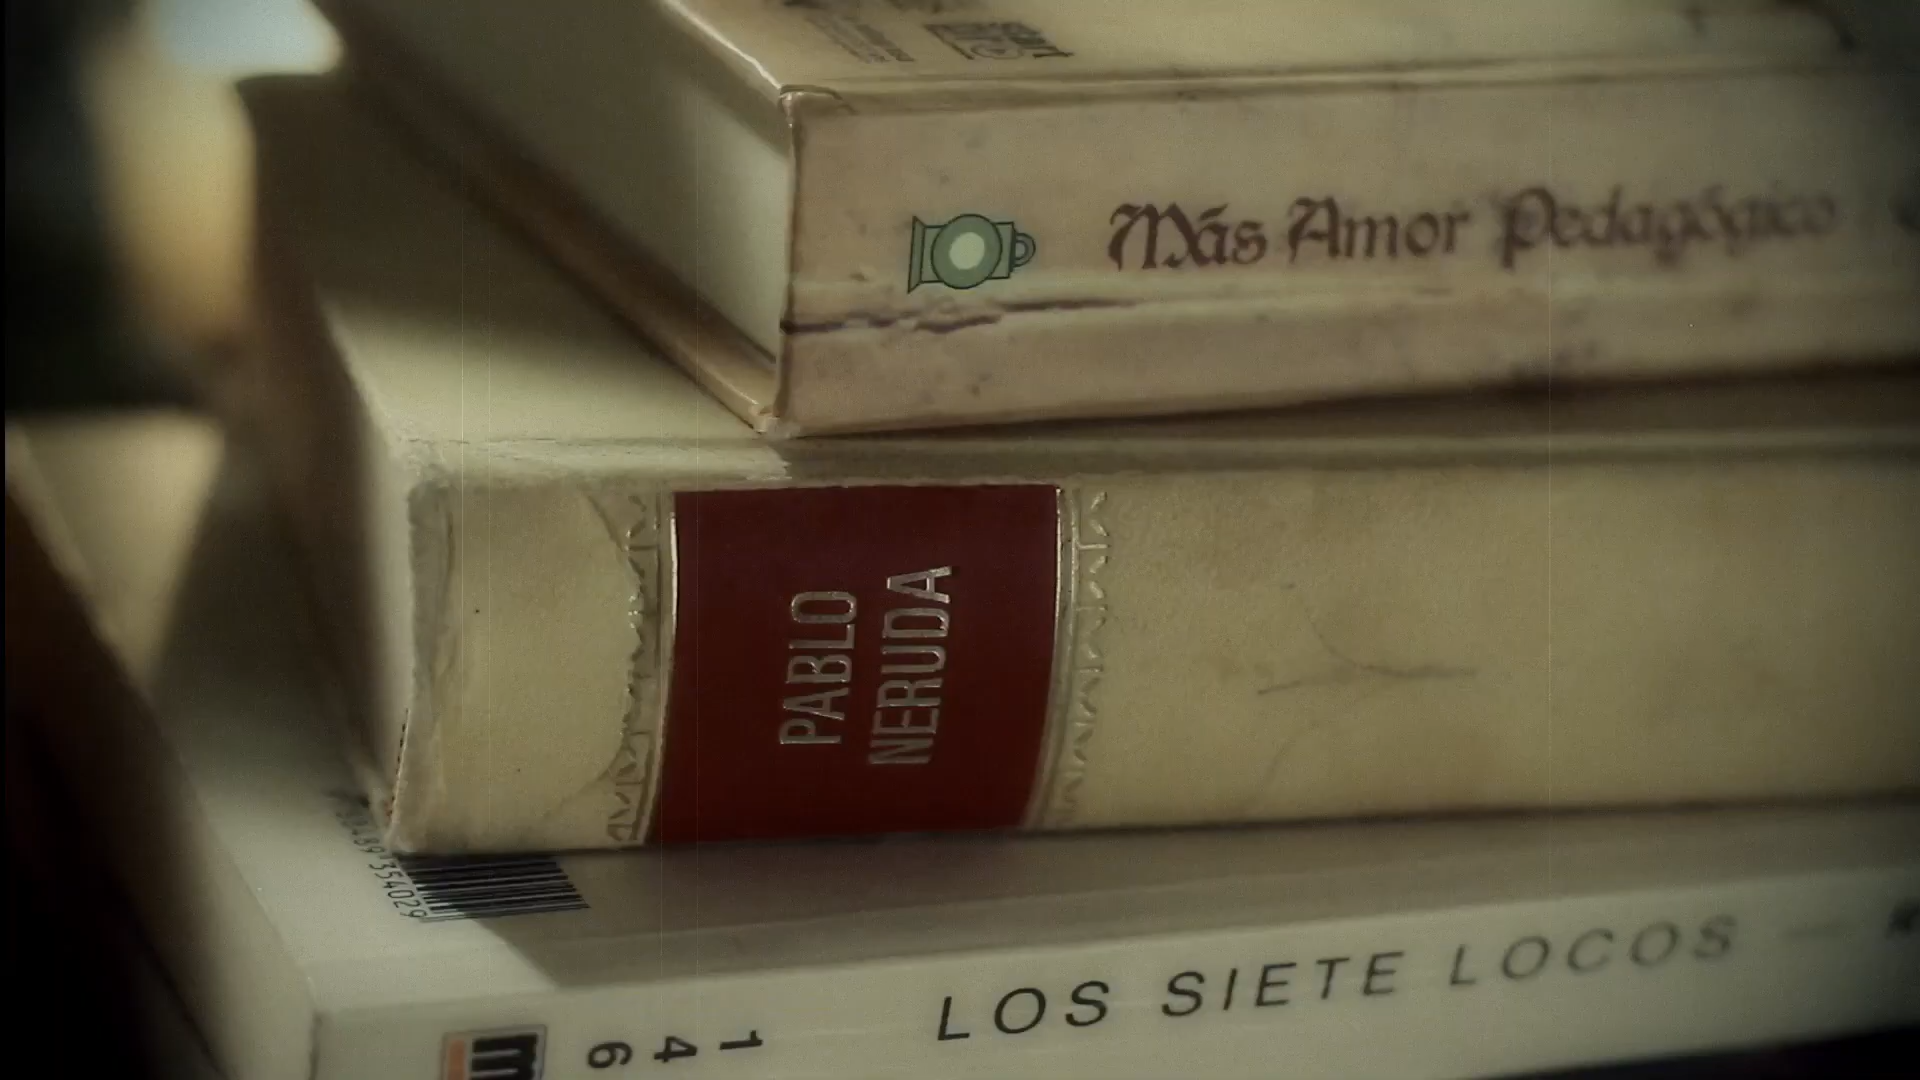 Más Amor Pedagógico
PABLO
NERUDA
LOS SIETE LOCOS
146